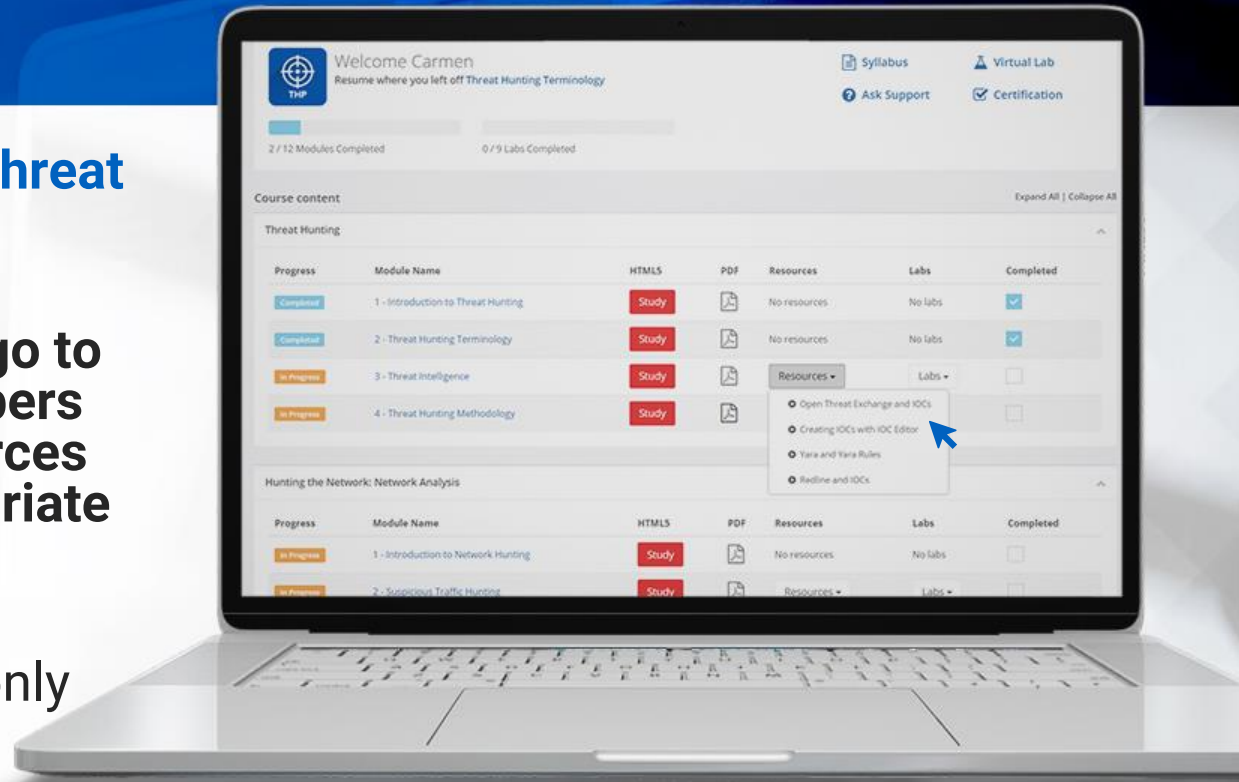 hreat
go to
pers
rces
riate
nly
THP
Welcome Carmen
Resume where you left off Threat Hunting Terminology
Syllabus
Virtual Lab
Ask Support
Certification
2 / 12 Modules Completed
0 / 9 Labs Completed
Course content
Expand All | Collapse All
Threat Hunting
Progress Module Name HTML5 PDF Resources Labs Completed
Completed 1 - Introduction to Threat Hunting Study No resources No labs
Completed 2 - Threat Hunting Terminology Study No resources No labs
In Progress 3 - Threat Intelligence Study Resources Labs
In Progress 4 - Threat Hunting Methodology Study
Open Threat Exchange and IOCs
Creating IOCs with IOC Editor
Yara and Yara Rules
Redline and IOCs
Hunting the Network: Network Analysis
Progress Module Name HTML5 PDF Resources Labs Completed
In Progress 1 - Introduction to Network Hunting Study No resources No labs
In Progress 2 - Suspicious Traffic Hunting Study Resources Labs